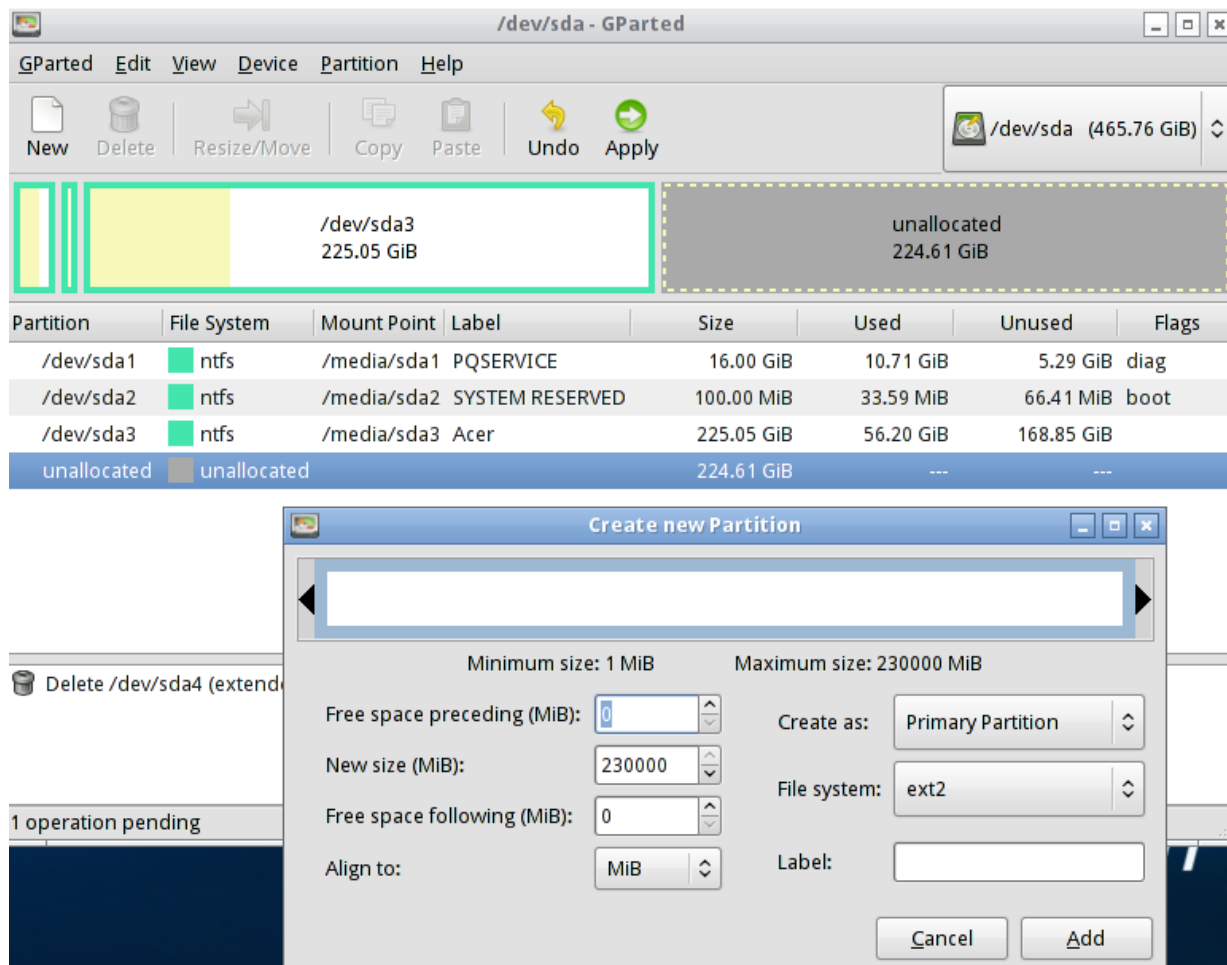 /dev/sda - GParted
GParted Edit View Device Partition Help
New Delete Resize/Move Copy Paste Undo Apply /dev/sda (465.76 GiB)
/dev/sda3
225.05 GiB
unallocated
224.61 GiB
Partition File System Mount Point Label Size Used Unused Flags
/dev/sda1 ntfs /media/sda1 PQSERVICE 16.00 GiB 10.71 GiB 5.29 GiB diag
/dev/sda2 ntfs /media/sda2 SYSTEM RESERVED 100.00 MiB 33.59 MiB 66.41 MiB boot
/dev/sda3 ntfs /media/sda3 Acer 225.05 GiB 56.20 GiB 168.85 GiB
unallocated unallocated 224.61 GiB --- ---
Create new Partition
Minimum size: 1 MiB Maximum size: 230000 MiB
Delete /dev/sda4 (extend
Free space preceding (MiB): 0 Create as: Primary Partition
New size (MiB): 230000 File system: ext2
Free space following (MiB): 0
1 operation pending
Align to: MiB Label:
Cancel Add